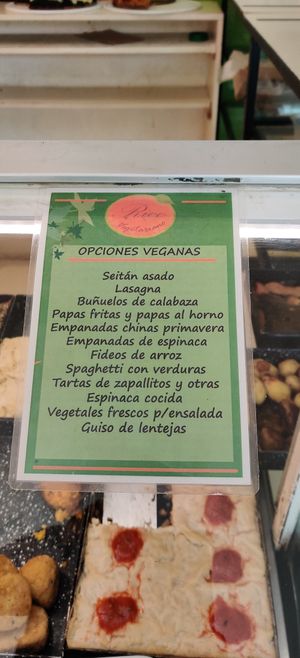 Vegetariano
OPCIONES VEGANAS
Seitán asado
Lasagna
Buñuelos de calabaza
Papas fritas y papas al horno
Empanadas chinas primavera
Empanadas de espinaca
Fideos de arroz
Spaghetti con verduras
Tartas de zapallitos y otras
Espinaca cocida
Vegetales frescos p/ensalada
Guiso de lentejas